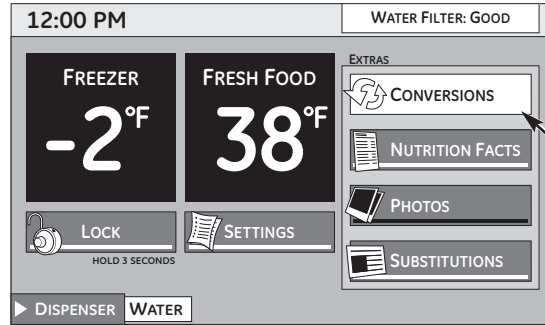 12:00 PM
WATER FILTER: GOOD
FREEZER
-2°F
FRESH FOOD
38°F
LOCK
HOLD 3 SECONDS
SETTINGS
EXTRAS
CONVERSIONS
NUTRITION FACTS
PHOTOS
SUBSTITUTIONS
DISPENSER WATER